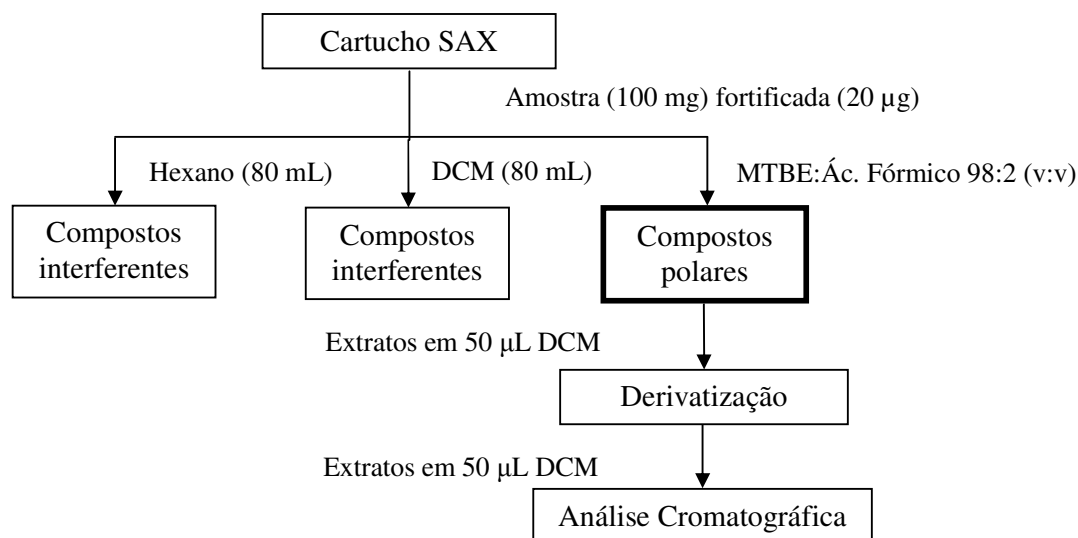 Cartucho SAX
Amostra (100 mg) fortificada (20 µg)
Hexano (80 mL)
DCM (80 mL)
MTBE:Ác. Fórmico 98:2 (v:v)
Compostos
interferentes
Compostos
interferentes
Compostos
polares
Extratos em 50 µL DCM
Derivatização
Extratos em 50 µL DCM
Análise Cromatográfica